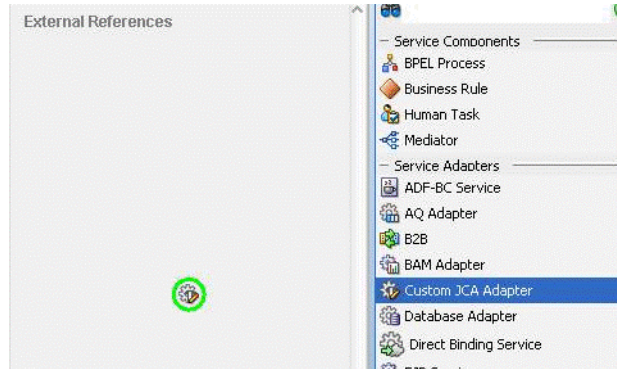 External References
Service Components
BPEL Process
Business Rule
Human Task
Mediator
Service Adapters
ADF-BC Service
AQ Adapter
B2B
BAM Adapter
Custom JCA Adapter
Database Adapter
Direct Binding Service